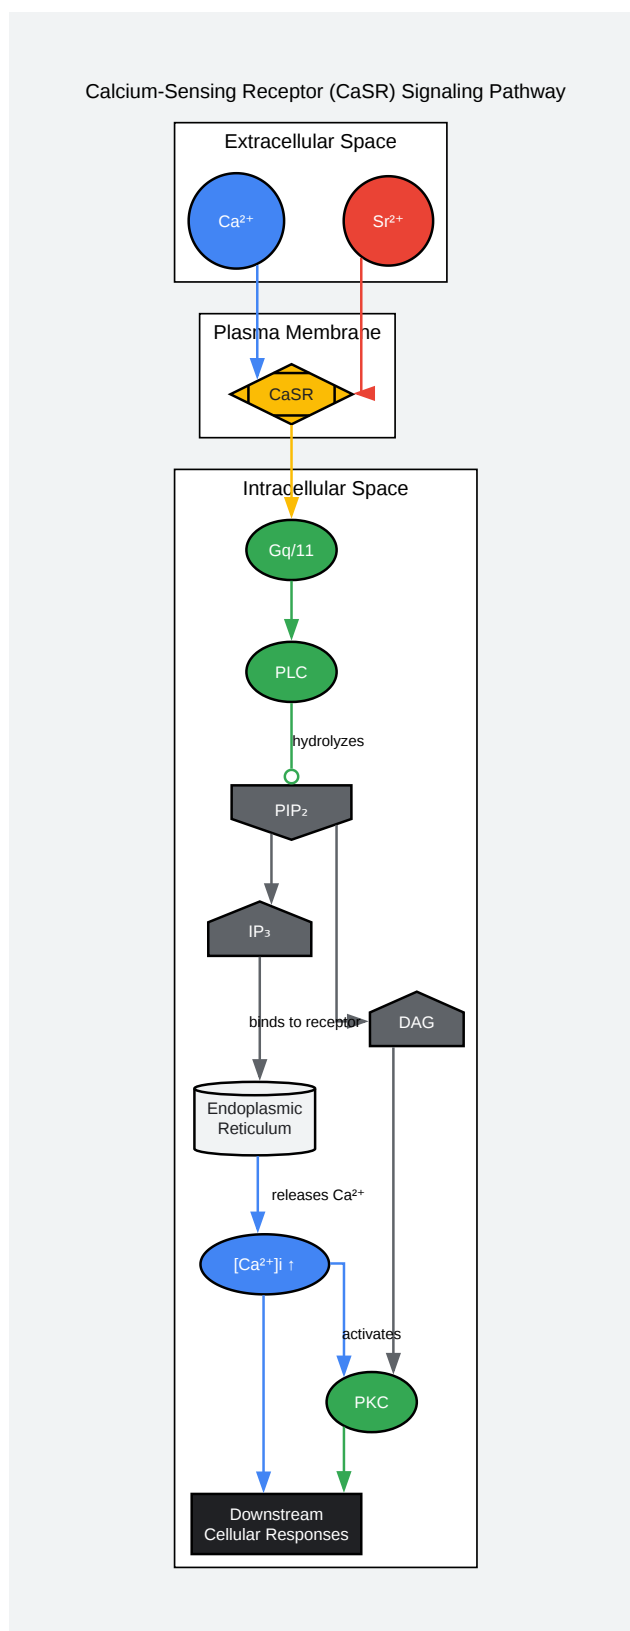 Calcium-Sensing Receptor (CaSR) Signaling Pathway
Extracellular Space
Ca²⁺
Sr²⁺
Plasma Membrane
CaSR
Intracellular Space
Gq/11
PLC
hydrolyzes
PIP₂
IP₃
binds to receptor
DAG
Endoplasmic
Reticulum
releases Ca²⁺
[Ca²⁺]i ↑
activates
PKC
Downstream
Cellular Responses